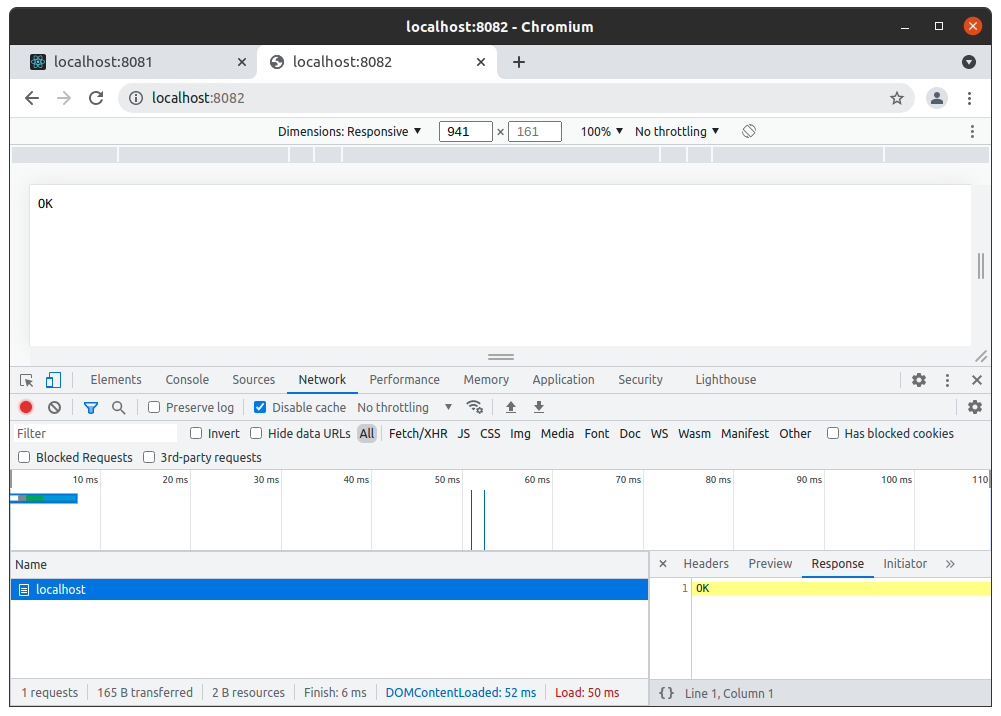 localhost:8082 - Chromium
localhost:8081
localhost:8082
localhost:8082
Dimensions: Responsive ▼ 941 × 161 100% ▼ No throttling ▼
OK
Elements Console Sources Network Performance Memory Application Security Lighthouse
Preserve log Disable cache No throttling ▼
Filter Invert Hide data URLs All Fetch/XHR JS CSS Img Media Font Doc WS Wasm Manifest Other Has blocked cookies
Blocked Requests 3rd-party requests
10 ms 20 ms 30 ms 40 ms 50 ms 60 ms 70 ms 80 ms 90 ms 100 ms 110
Name
localhost
1 requests 165 B transferred 2 B resources Finish: 6 ms DOMContentLoaded: 52 ms Load: 50 ms
× Headers Preview Response Initiator »
1 OK
{} Line 1, Column 1